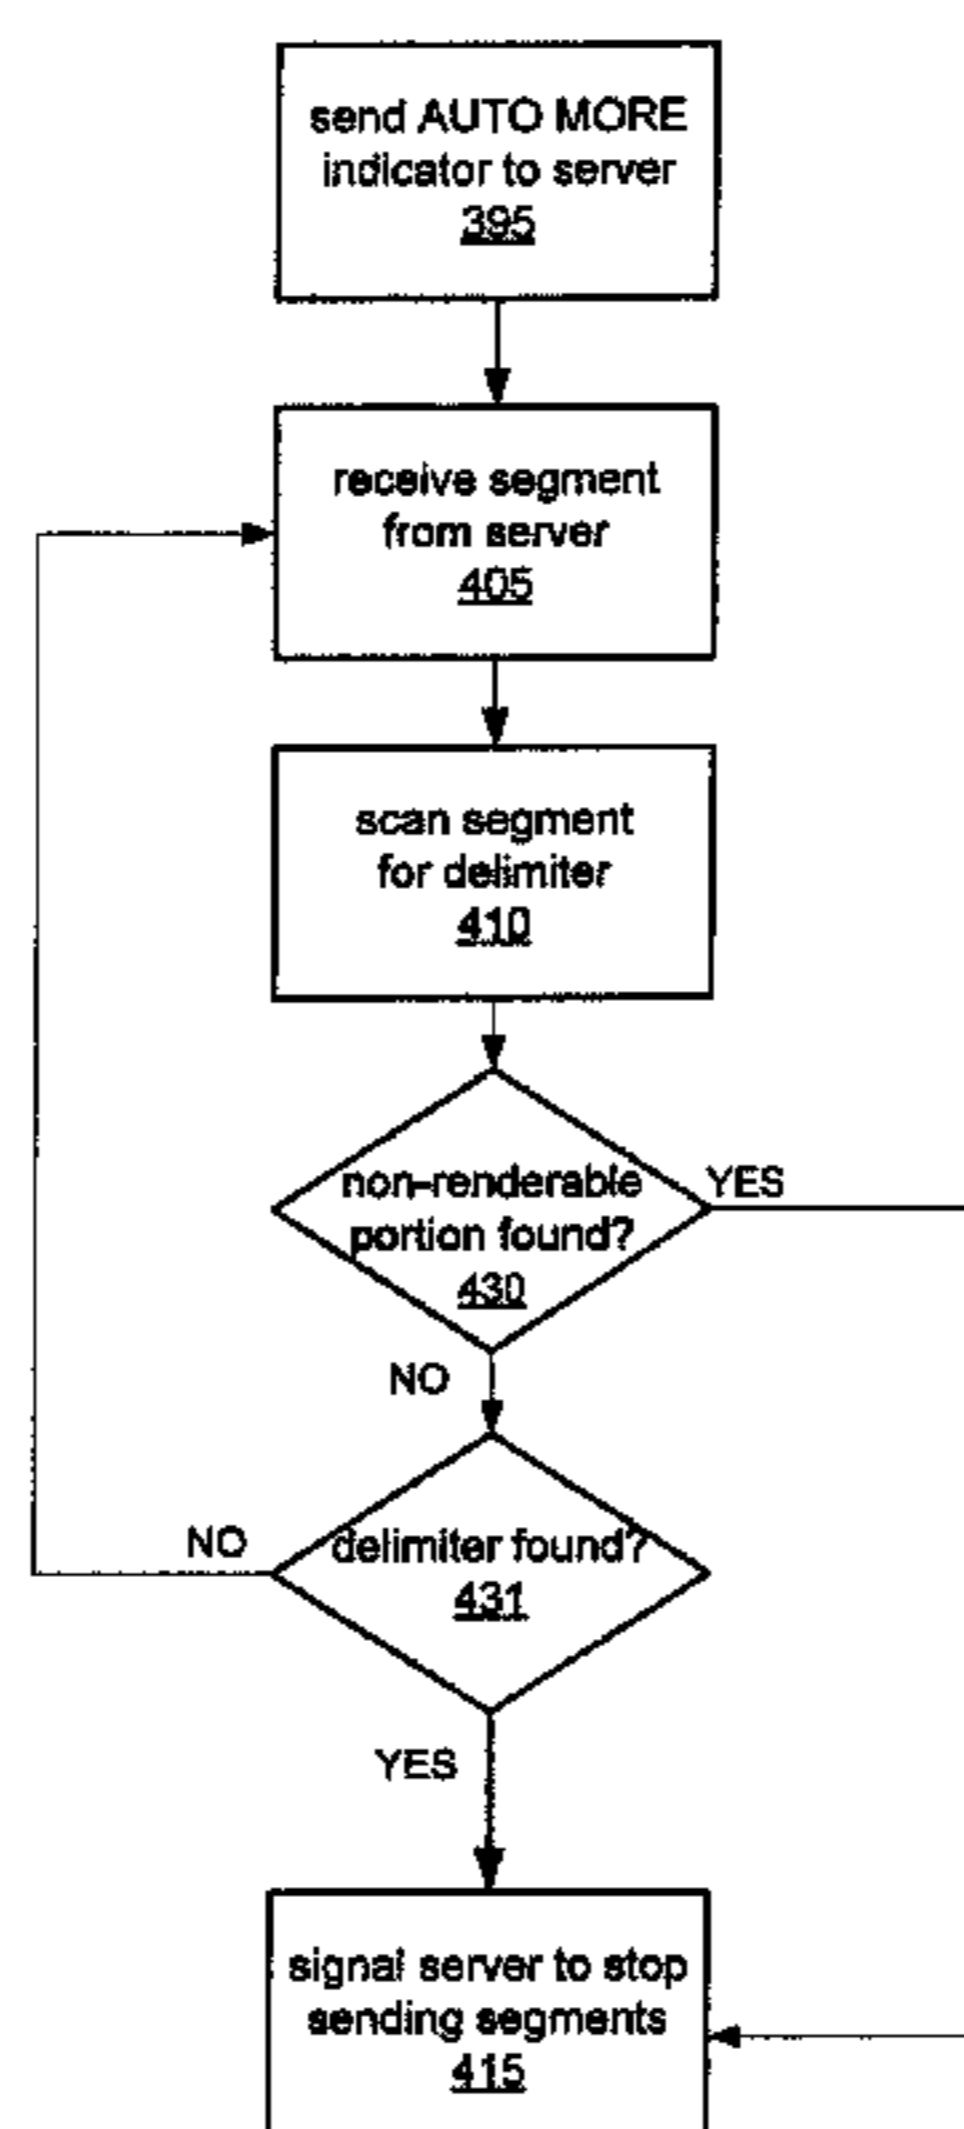 send AUTO MORE
indicator to server
395
receive segment
from server
405
scan segment
for delimiter
410
non-renderable
portion found?
430
YES
NO
delimiter found?
431
NO
YES
signal server to stop
sending segments
415